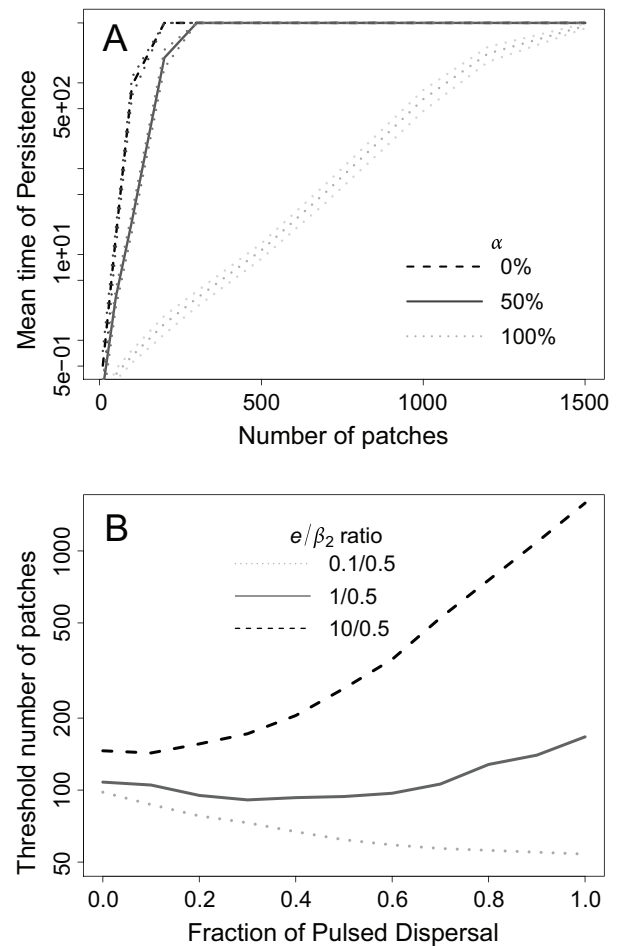 A
Mean time of Persistence
5e+02
1e+01
5e−01
α
0%
50%
100%
0 500 1000 1500
Number of patches
B
Threshold number of patches
1000
500
200
100
50
e/β₂ ratio
0.1/0.5
1/0.5
10/0.5
0.0 0.2 0.4 0.6 0.8 1.0
Fraction of Pulsed Dispersal